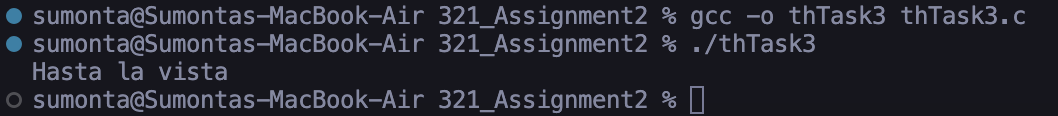 sumonta@Sumontas-MacBook-Air 321_Assignment2 % gcc -o thTask3 thTask3.c
sumonta@Sumontas-MacBook-Air 321_Assignment2 % ./thTask3
Hasta la vista
sumonta@Sumontas-MacBook-Air 321_Assignment2 %